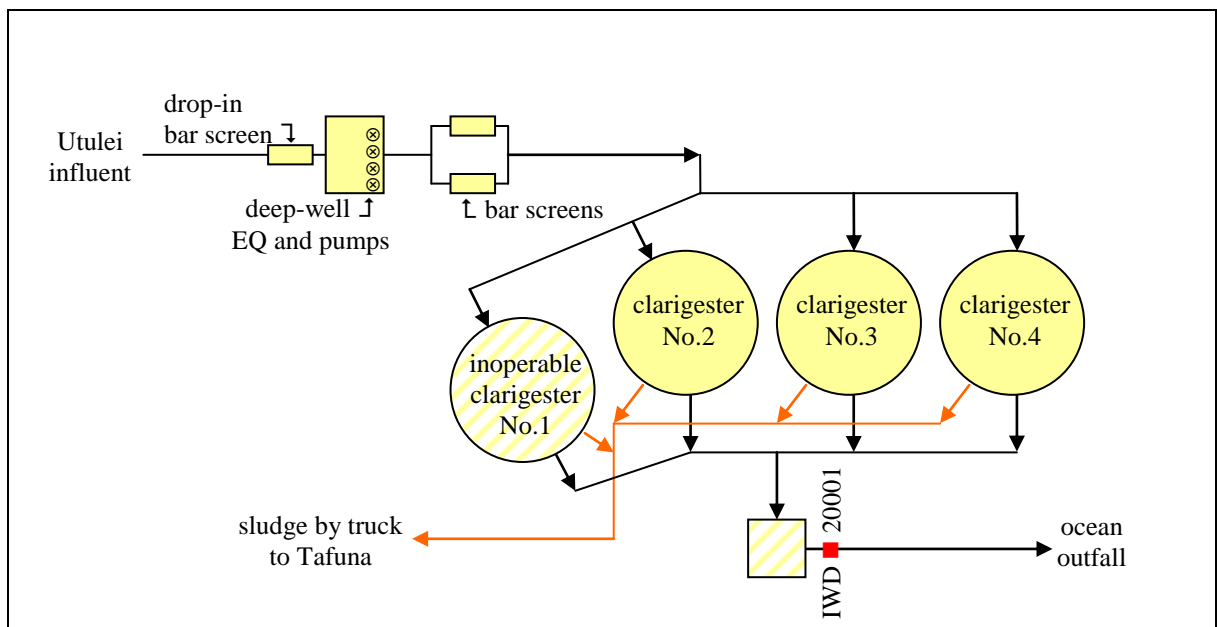 drop-in
bar screen
Utulei
influent
deep-well
EQ and pumps
bar screens
clarigester
No.2
clarigester
No.3
clarigester
No.4
inoperable
clarigester
No.1
sludge by truck
to Tafuna
IWD 20001
ocean
outfall